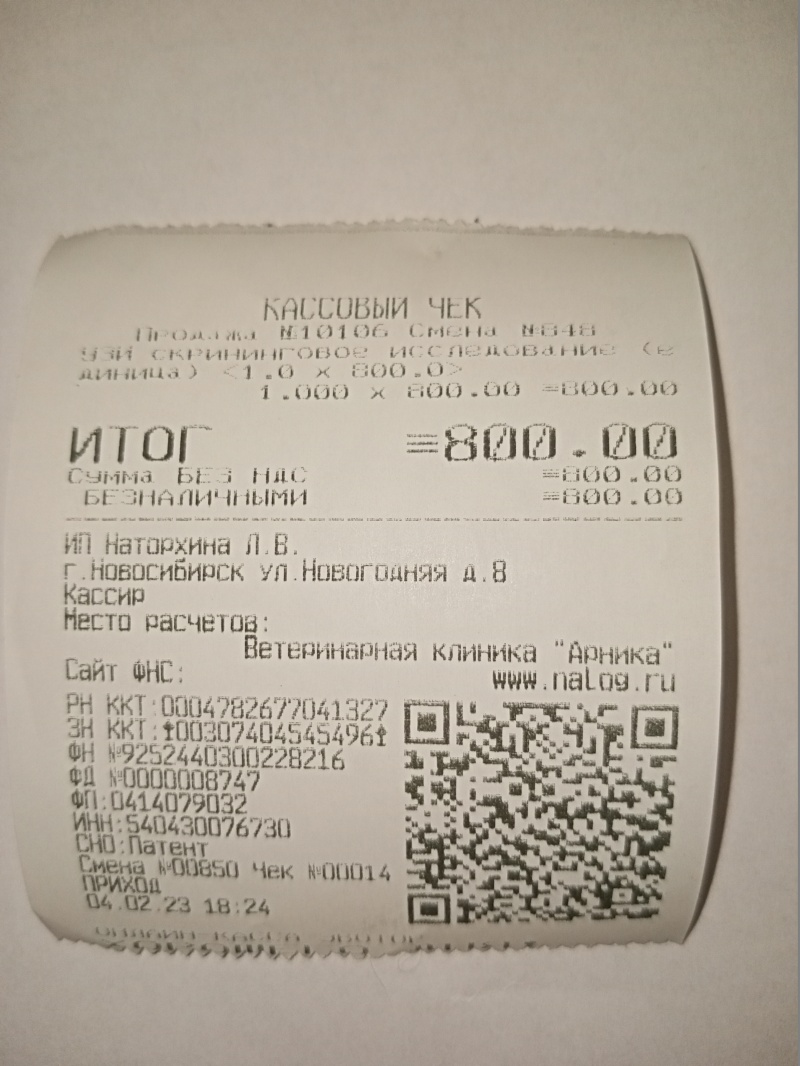 КАССОВЫЙ ЧЕК
Продажа №10106 Смена №848
УЗИ скрининговое исследование (е
диница) <1.0 x 800.0>
1.000 x 800.00 =800.00
ИТОГ =800.00
Сумма БЕЗ НДС =800.00
БЕЗНАЛИЧНЫМИ =800.00
ИП Наторхина Л.В.
г.Новосибирск ул.Новогодняя д.8
Кассир
Место расчетов:
Ветеринарная клиника "Арника"
Сайт ФНС: www.nalog.ru
РН ККТ:0004782677041327
ЗН ККТ:↑00307404545496↑
ФН №9252440300228216
ФД №0000008747
ФП:0414079032
ИНН:540430076730
СНО:Патент
Смена №00850 Чек №00014
ПРИХОД
04.02.23 18:24